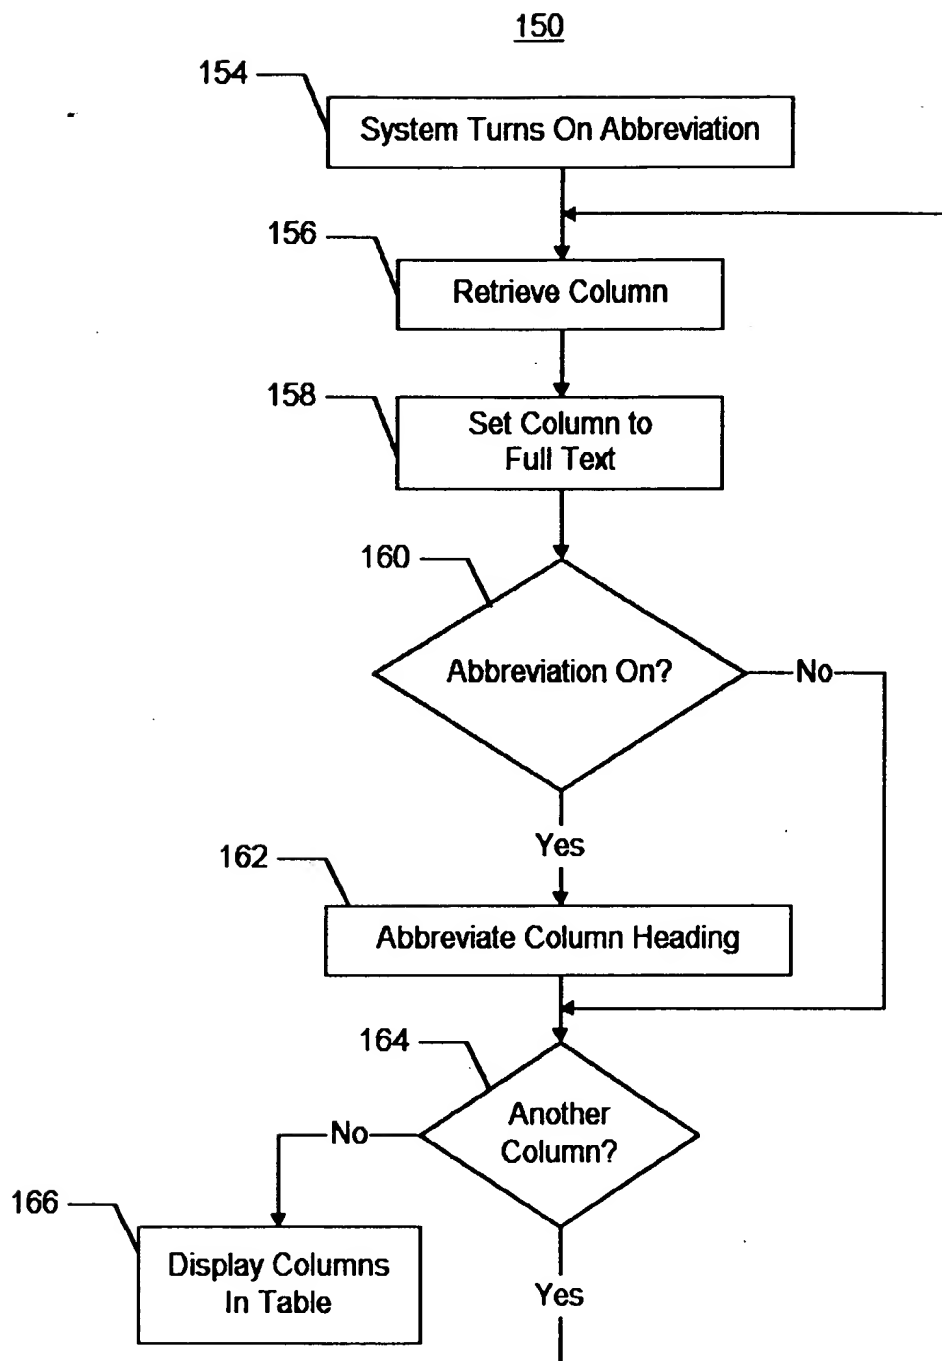 150
154
System Turns On Abbreviation
156
Retrieve Column
158
Set Column to
Full Text
160
Abbreviation On?
No
Yes
162
Abbreviate Column Heading
164
Another
Column?
No
166
Display Columns
In Table
Yes